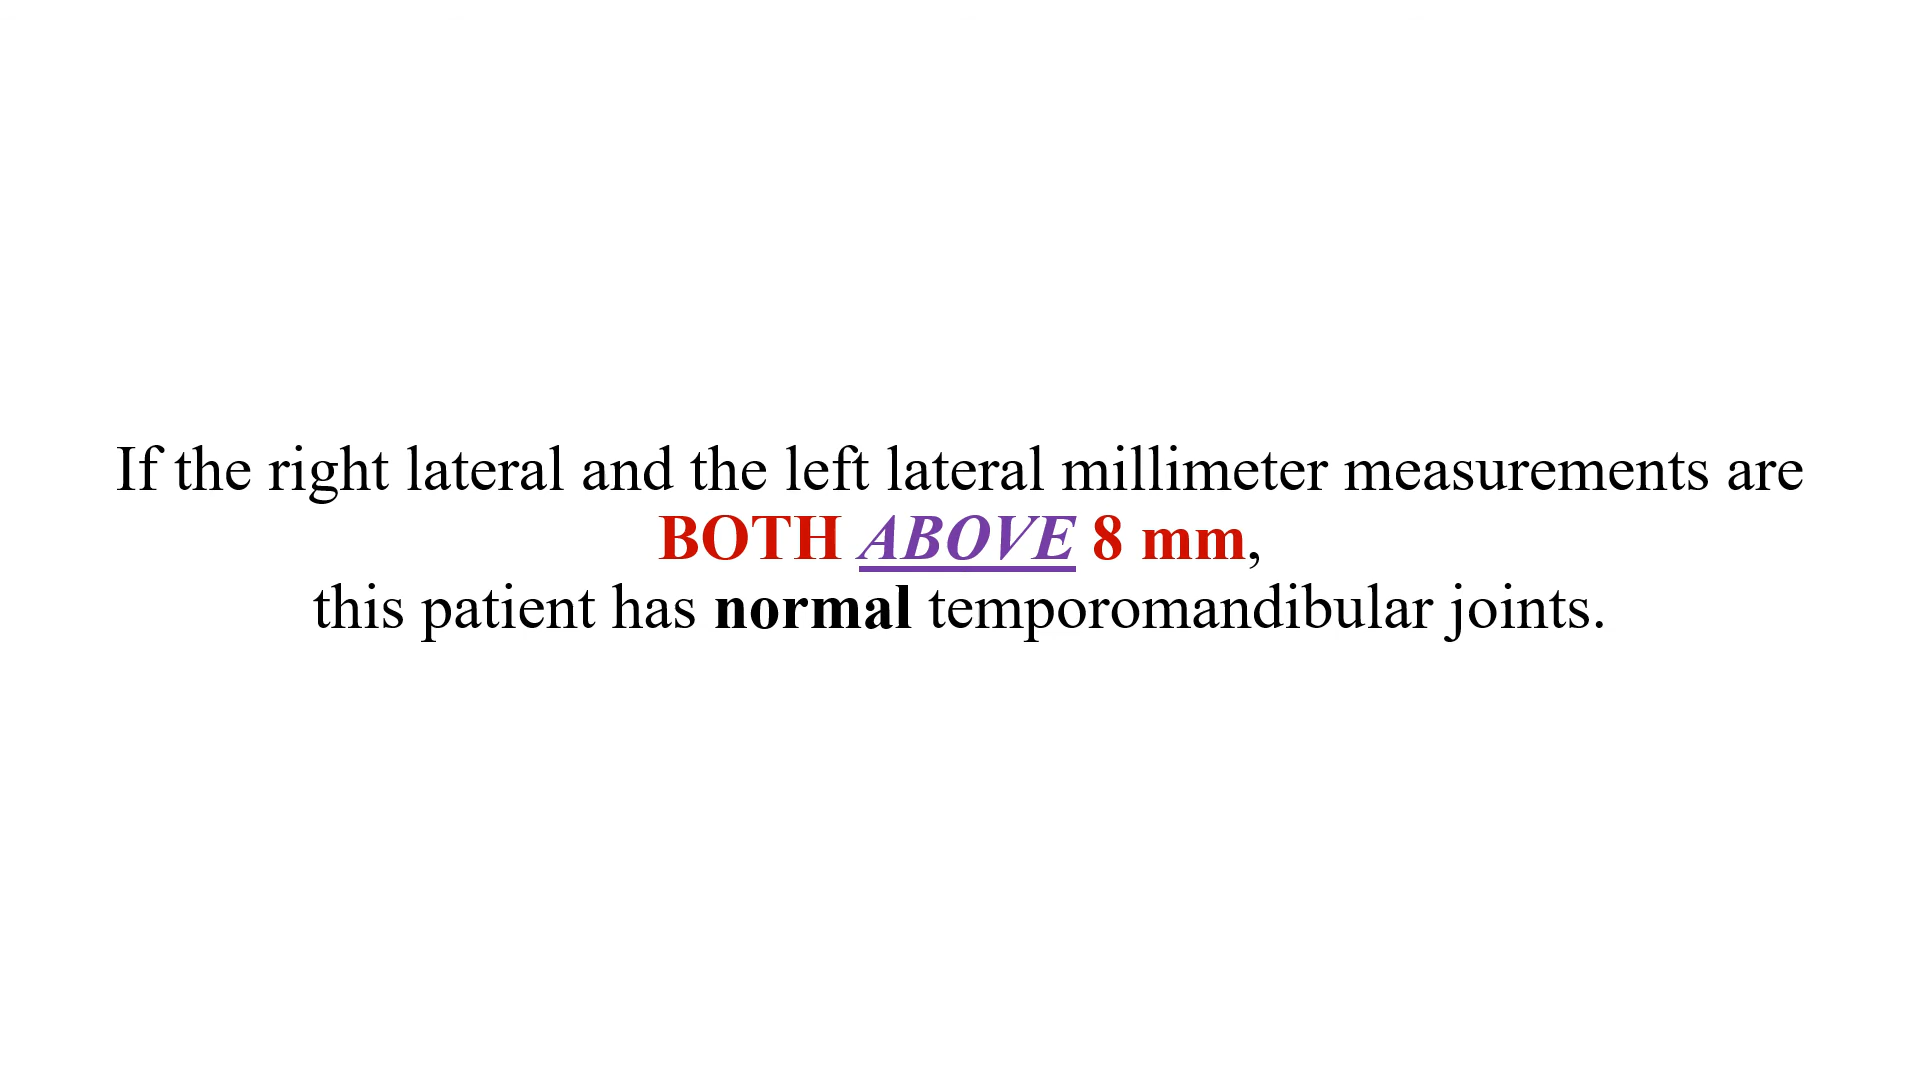 If the right lateral and the left lateral millimeter measurements are
BOTH ABOVE 8 mm,
this patient has normal temporomandibular joints.